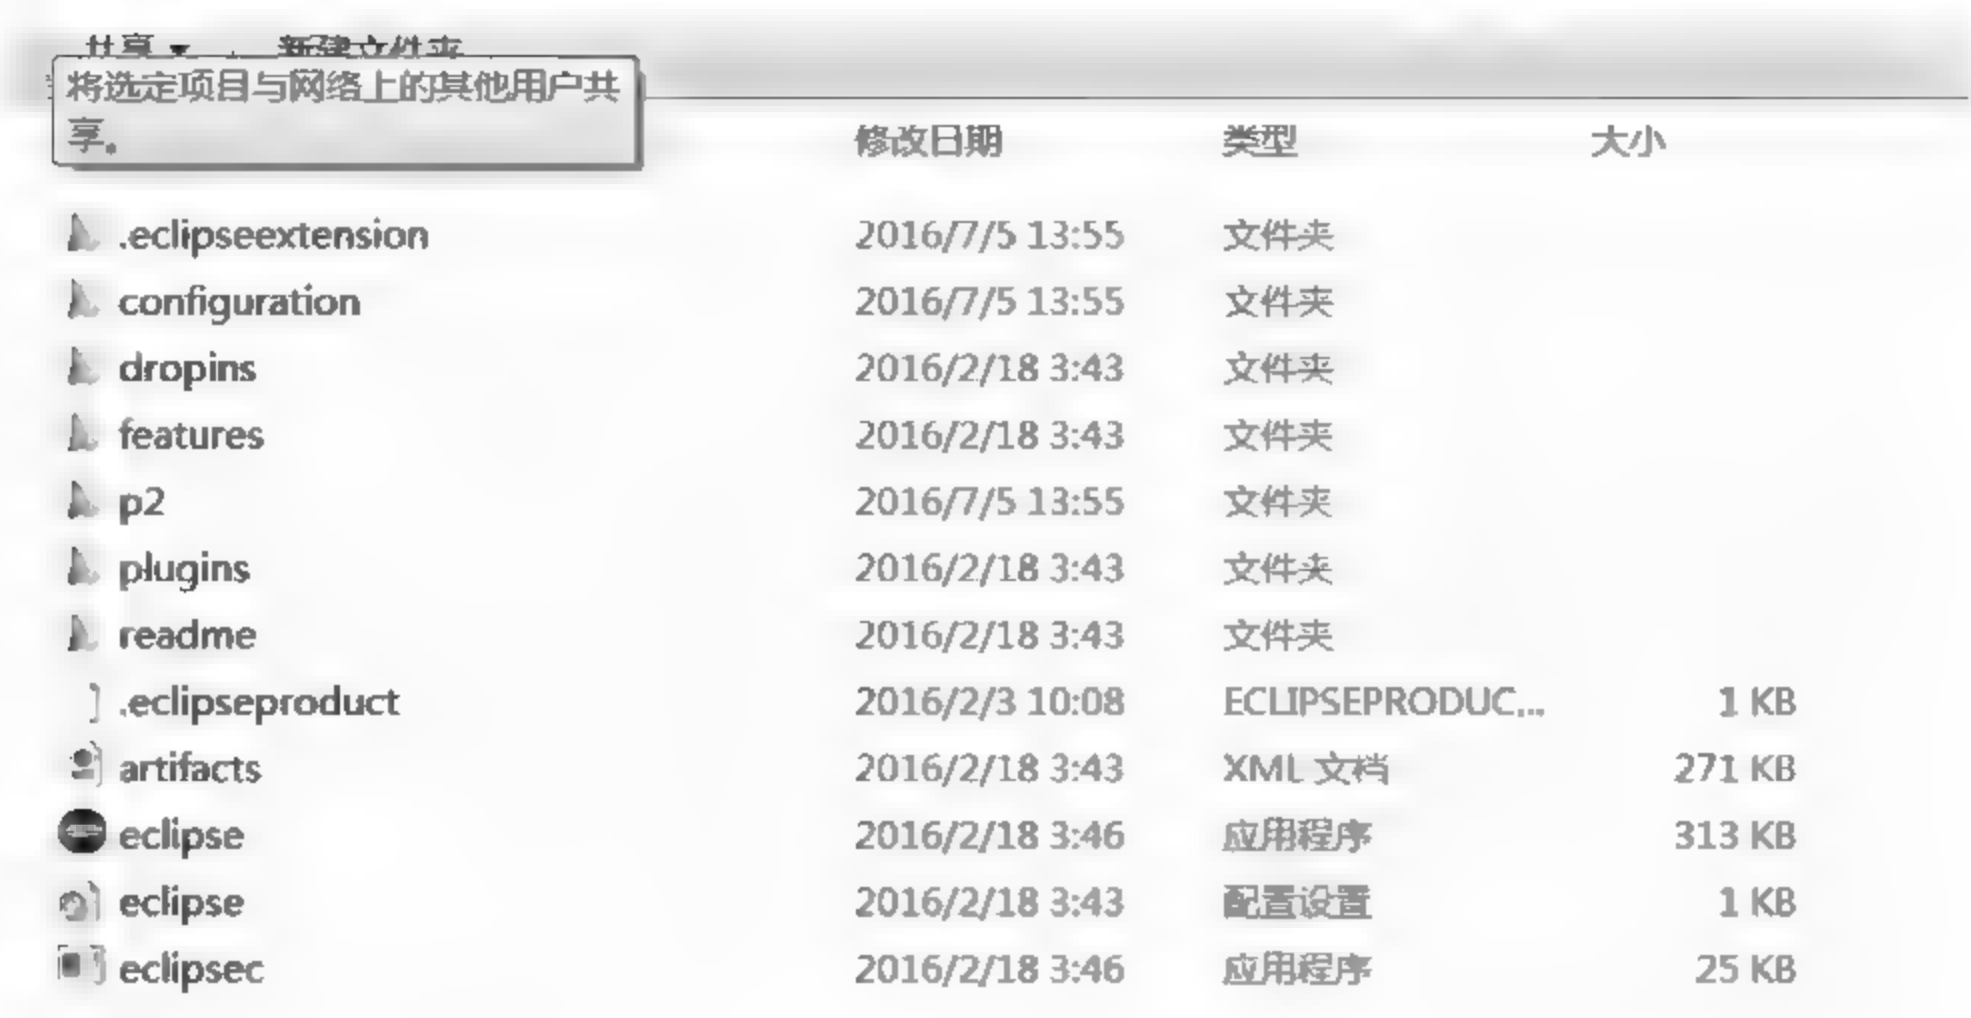 共享 新建文件夹
将选定项目与网络上的其他用户共
享。
修改日期 类型 大小
.eclipseextension 2016/7/5 13:55 文件夹
configuration 2016/7/5 13:55 文件夹
dropins 2016/2/18 3:43 文件夹
features 2016/2/18 3:43 文件夹
p2 2016/7/5 13:55 文件夹
plugins 2016/2/18 3:43 文件夹
readme 2016/2/18 3:43 文件夹
.eclipseproduct 2016/2/3 10:08 ECLIPSEPRODUC... 1 KB
artifacts 2016/2/18 3:43 XML 文档 271 KB
eclipse 2016/2/18 3:46 应用程序 313 KB
eclipse 2016/2/18 3:43 配置设置 1 KB
eclipsec 2016/2/18 3:46 应用程序 25 KB